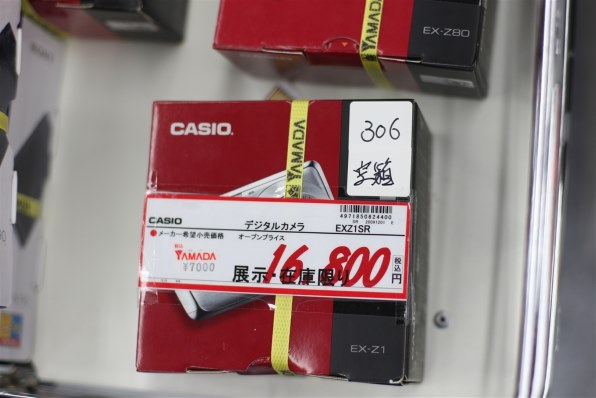 YAMADA
EX-Z80
CASIO.
YAMADA
306
CASIO
デジタルカメラ
4971850624400
EXZ1SR
●メーカー希望小売価格 オープンプライス
YAMADA
¥7000
16,800
税込
円
展示・在庫限り
EX-Z1